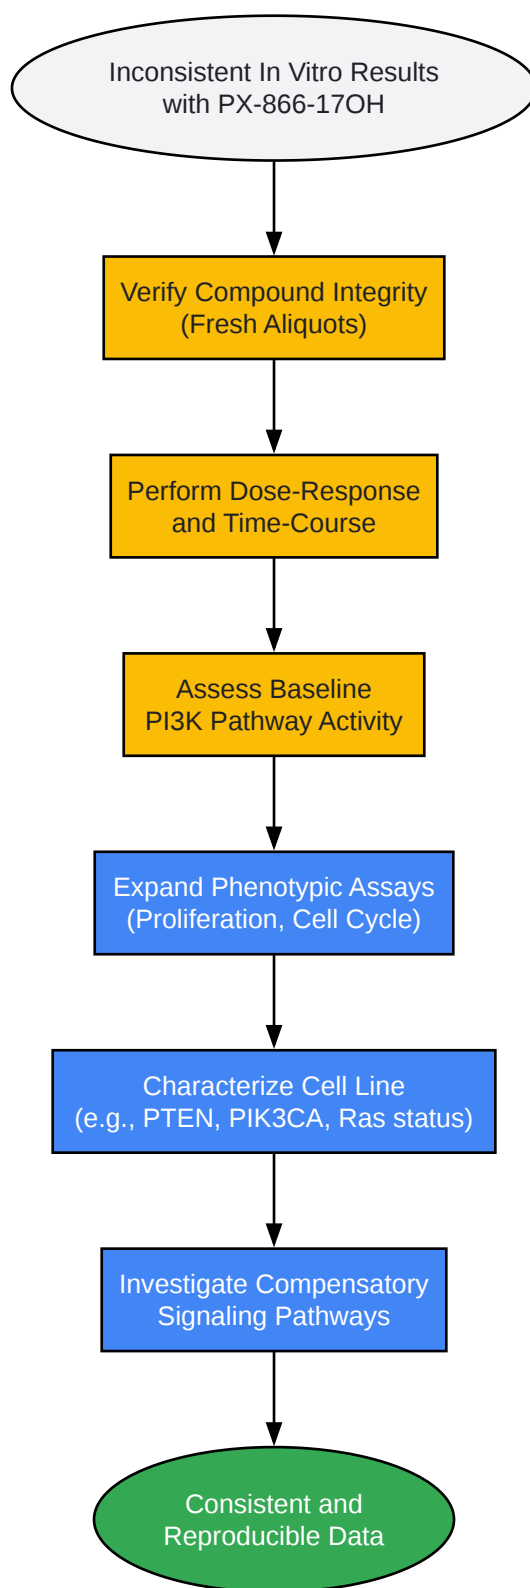 Inconsistent In Vitro Results
with PX-866-17OH
Verify Compound Integrity
(Fresh Aliquots)
Perform Dose-Response
and Time-Course
Assess Baseline
PI3K Pathway Activity
Expand Phenotypic Assays
(Proliferation, Cell Cycle)
Characterize Cell Line
(e.g., PTEN, PIK3CA, Ras status)
Investigate Compensatory
Signaling Pathways
Consistent and
Reproducible Data